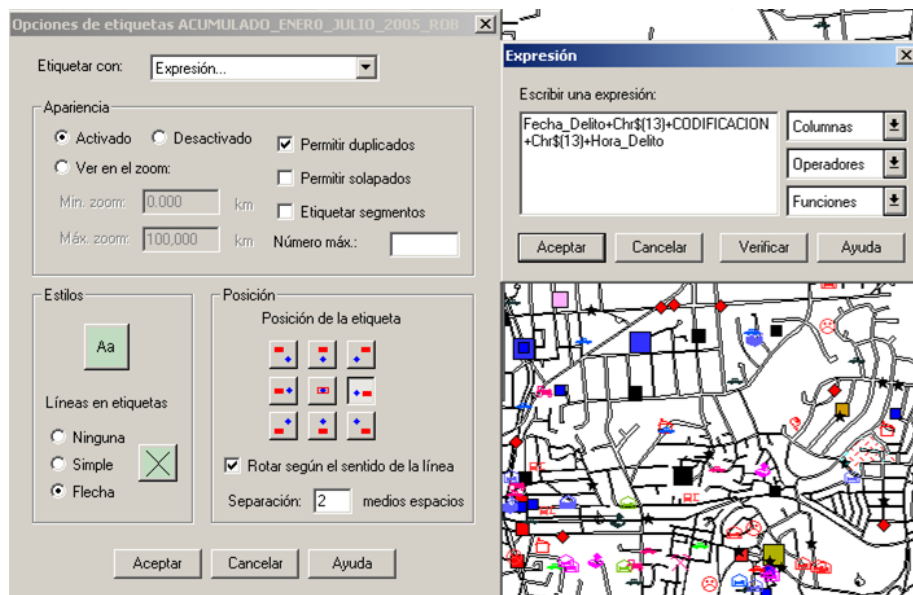 Opciones de etiquetas ACUMULADO_ENERO_JULIO_2005_ROB
Etiquetar con: Expresión...
Apariencia
Activado Desactivado
Ver en el zoom:
Mín. zoom: 0.000 km
Máx. zoom: 100,000 km
Permitir duplicados
Permitir solapados
Etiquetar segmentos
Número máx.:
Estilos
Aa
Líneas en etiquetas
Ninguna
Simple
Flecha
Posición
Posición de la etiqueta
Rotar según el sentido de la línea
Separación: 2 medios espacios
Aceptar Cancelar Ayuda
Expresión
Escribir una expresión:
Fecha_Delito+Chr$(13)+CODIFICACION
+Chr$(13)+Hora_Delito
Columnas
Operadores
Funciones
Aceptar Cancelar Verificar Ayuda